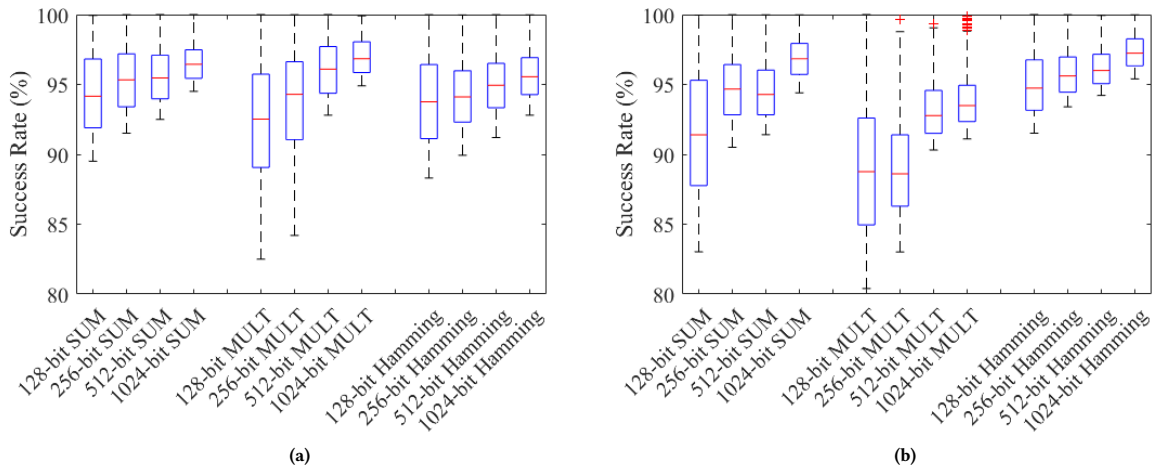 Success Rate (%)
100
95
90
85
80
128-bit SUM
256-bit SUM
512-bit SUM
1024-bit SUM
128-bit MULT
256-bit MULT
512-bit MULT
1024-bit MULT
128-bit Hamming
256-bit Hamming
512-bit Hamming
1024-bit Hamming
(a)
Success Rate (%)
100
95
90
85
80
128-bit SUM
256-bit SUM
512-bit SUM
1024-bit SUM
128-bit MULT
256-bit MULT
512-bit MULT
1024-bit MULT
128-bit Hamming
256-bit Hamming
512-bit Hamming
1024-bit Hamming
(b)